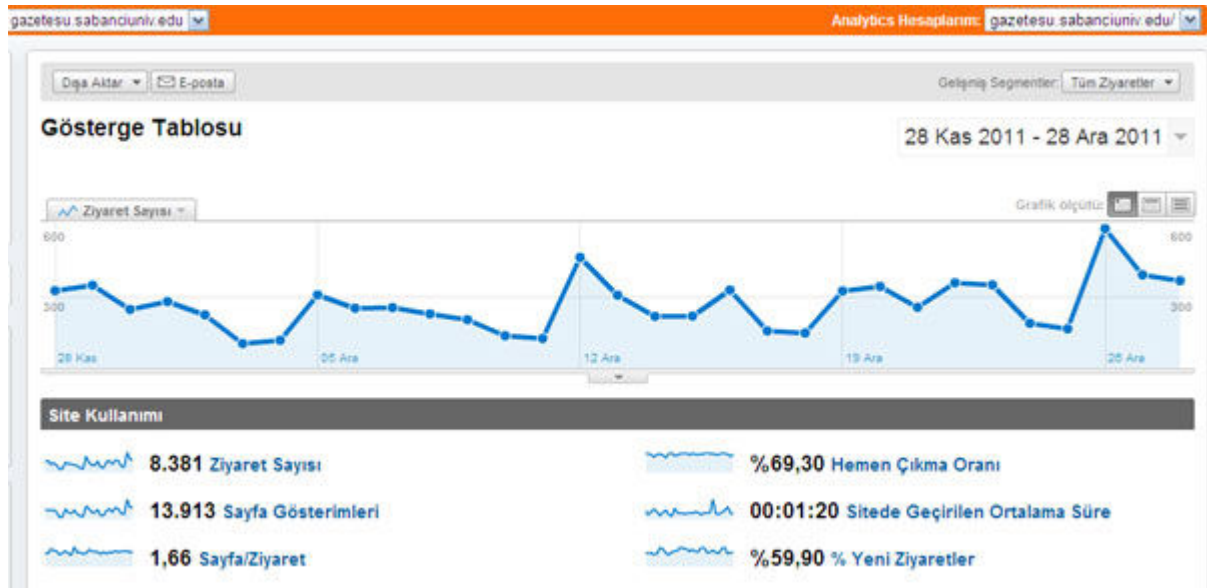 gazetesu.sabanciuniv.edu
Analytics Hesaplarım: gazetesu.sabanciuniv.edu/
Dışa Aktar E-posta
Gelişmiş Segmentler: Tüm Ziyaretler
Gösterge Tablosu
28 Kas 2011 - 28 Ara 2011
Ziyaret Sayısı
Grafik ölçütü:
600 600
300 300
28 Kas 05 Ara 12 Ara 19 Ara 26 Ara
Site Kullanımı
8.381 Ziyaret Sayısı
%69,30 Hemen Çıkma Oranı
13.913 Sayfa Gösterimleri
00:01:20 Sitede Geçirilen Ortalama Süre
1,66 Sayfa/Ziyaret
%59,90 % Yeni Ziyaretler